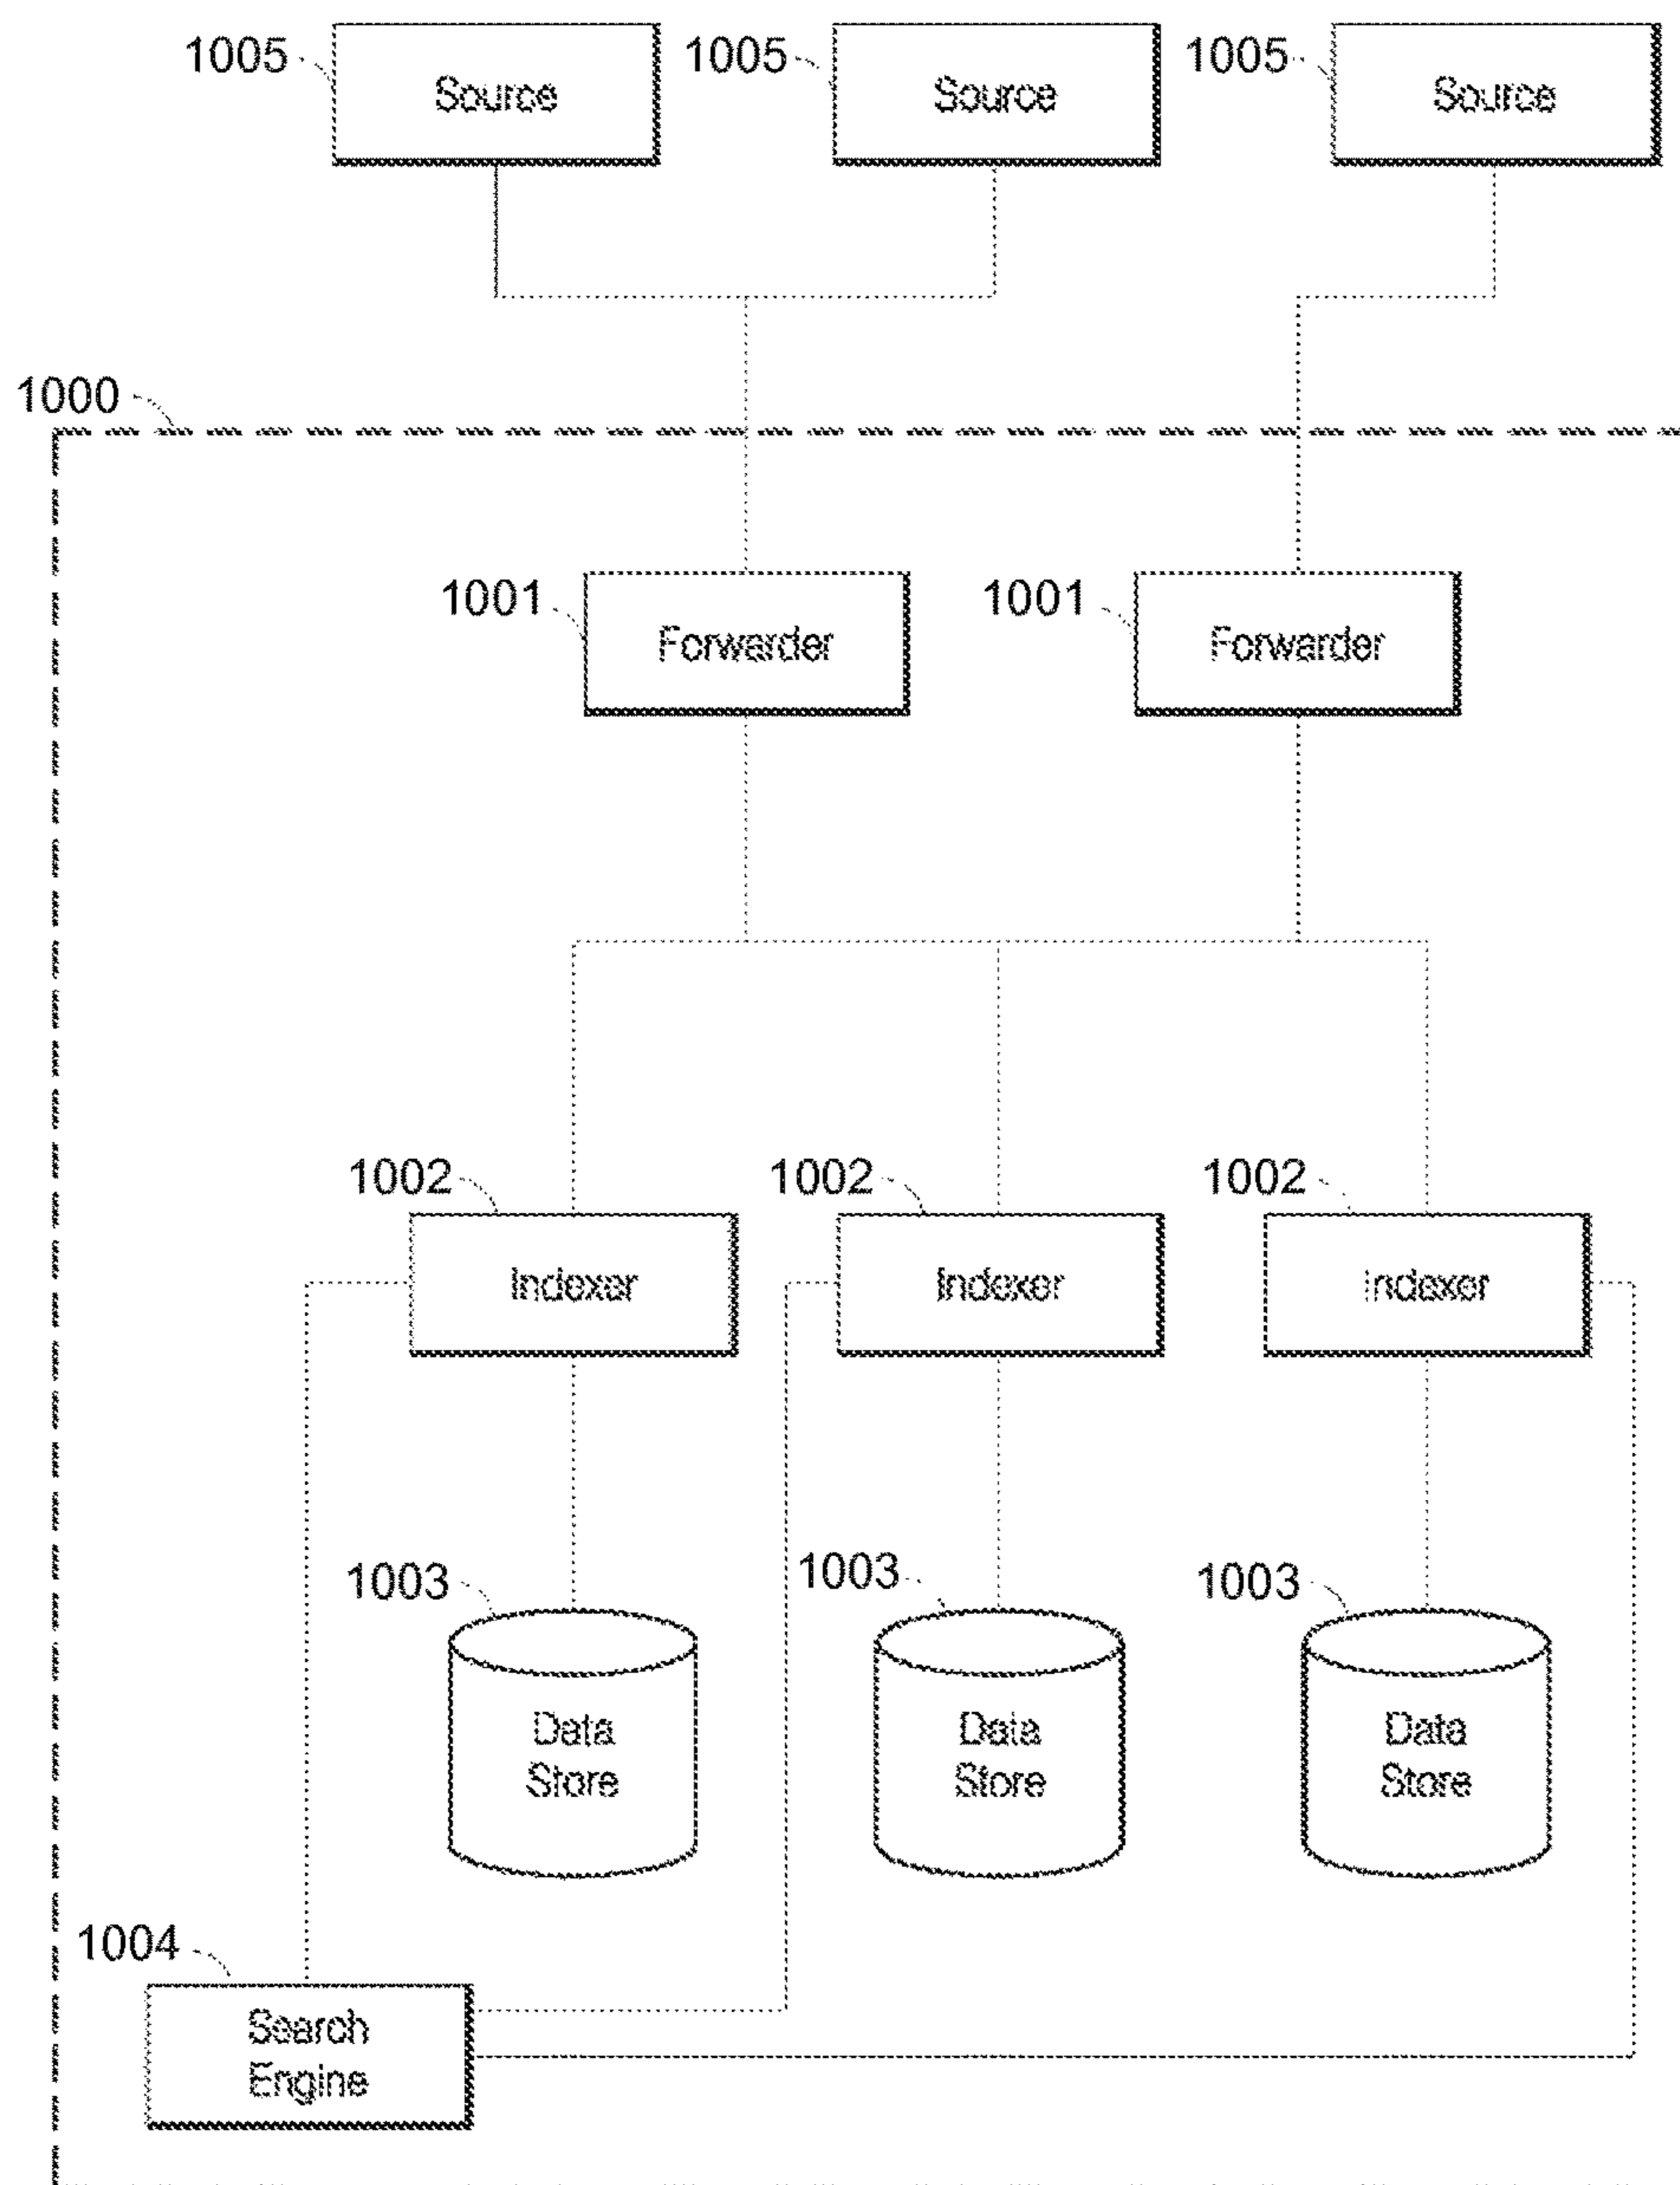 1005 1005 1005
Source Source Source
1000
1001 1001
Forwarder Forwarder
1002 1002 1002
Indexer Indexer Indexer
1003 1003 1003
Data Data Data
Store Store Store
1004
Search
Engine